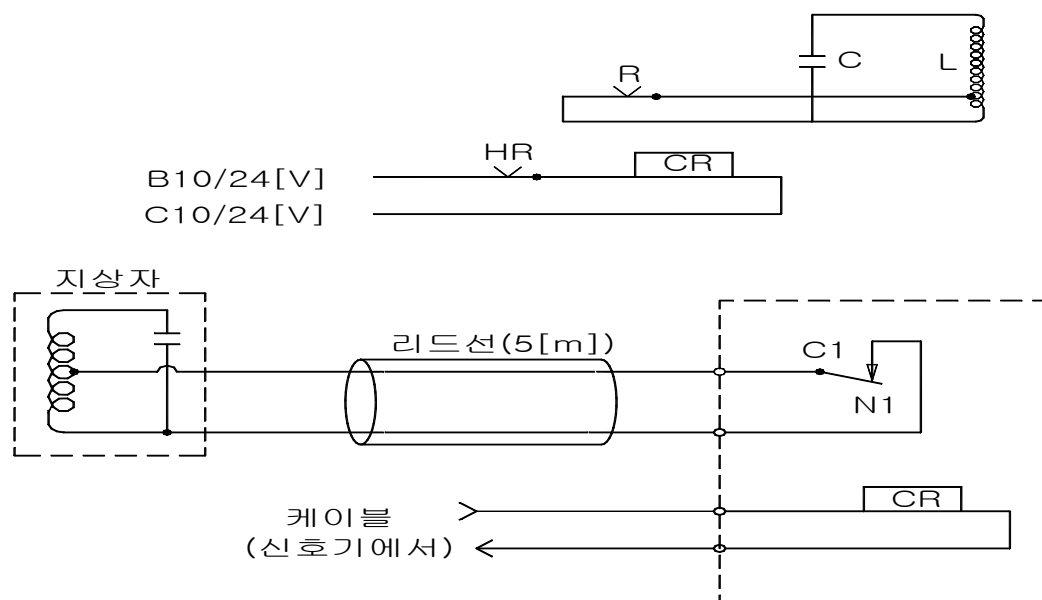 C
L
R
HR
CR
B10/24[V]
C10/24[V]
지상자
리드선(5[m])
C1
N1
CR
케이블
(신호기에서)